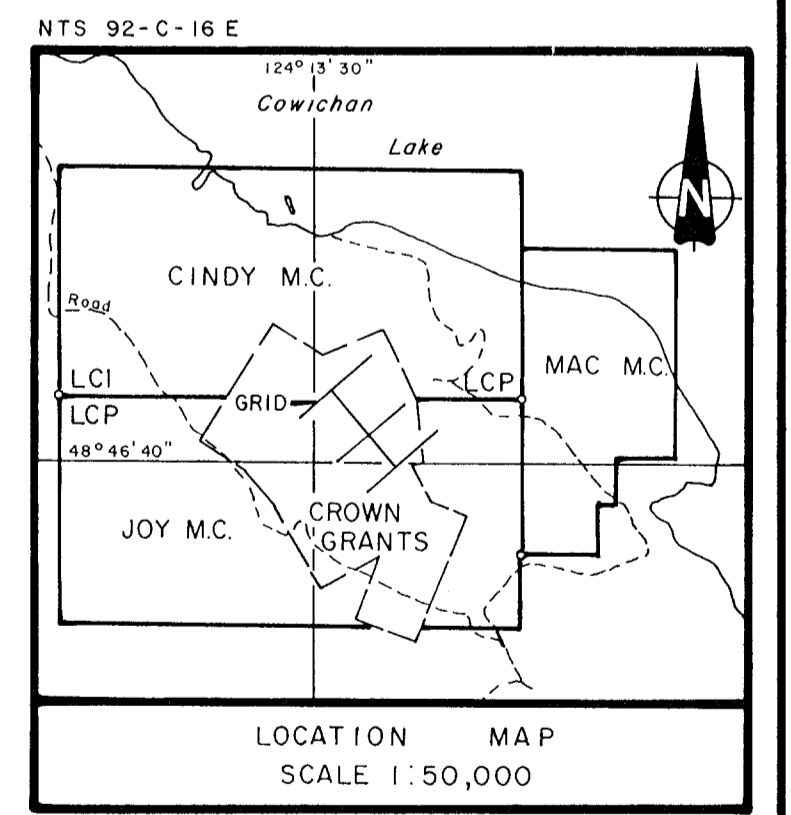 NTS 92-C-16 E
124° 13' 30"
Cowichan
Lake
N
CINDY M.C.
Road
MAC M.C.
LCI
LCP
GRID
LCP
48° 46' 40"
CROWN
GRANTS
JOY M.C.
LOCATION MAP
SCALE 1:50,000